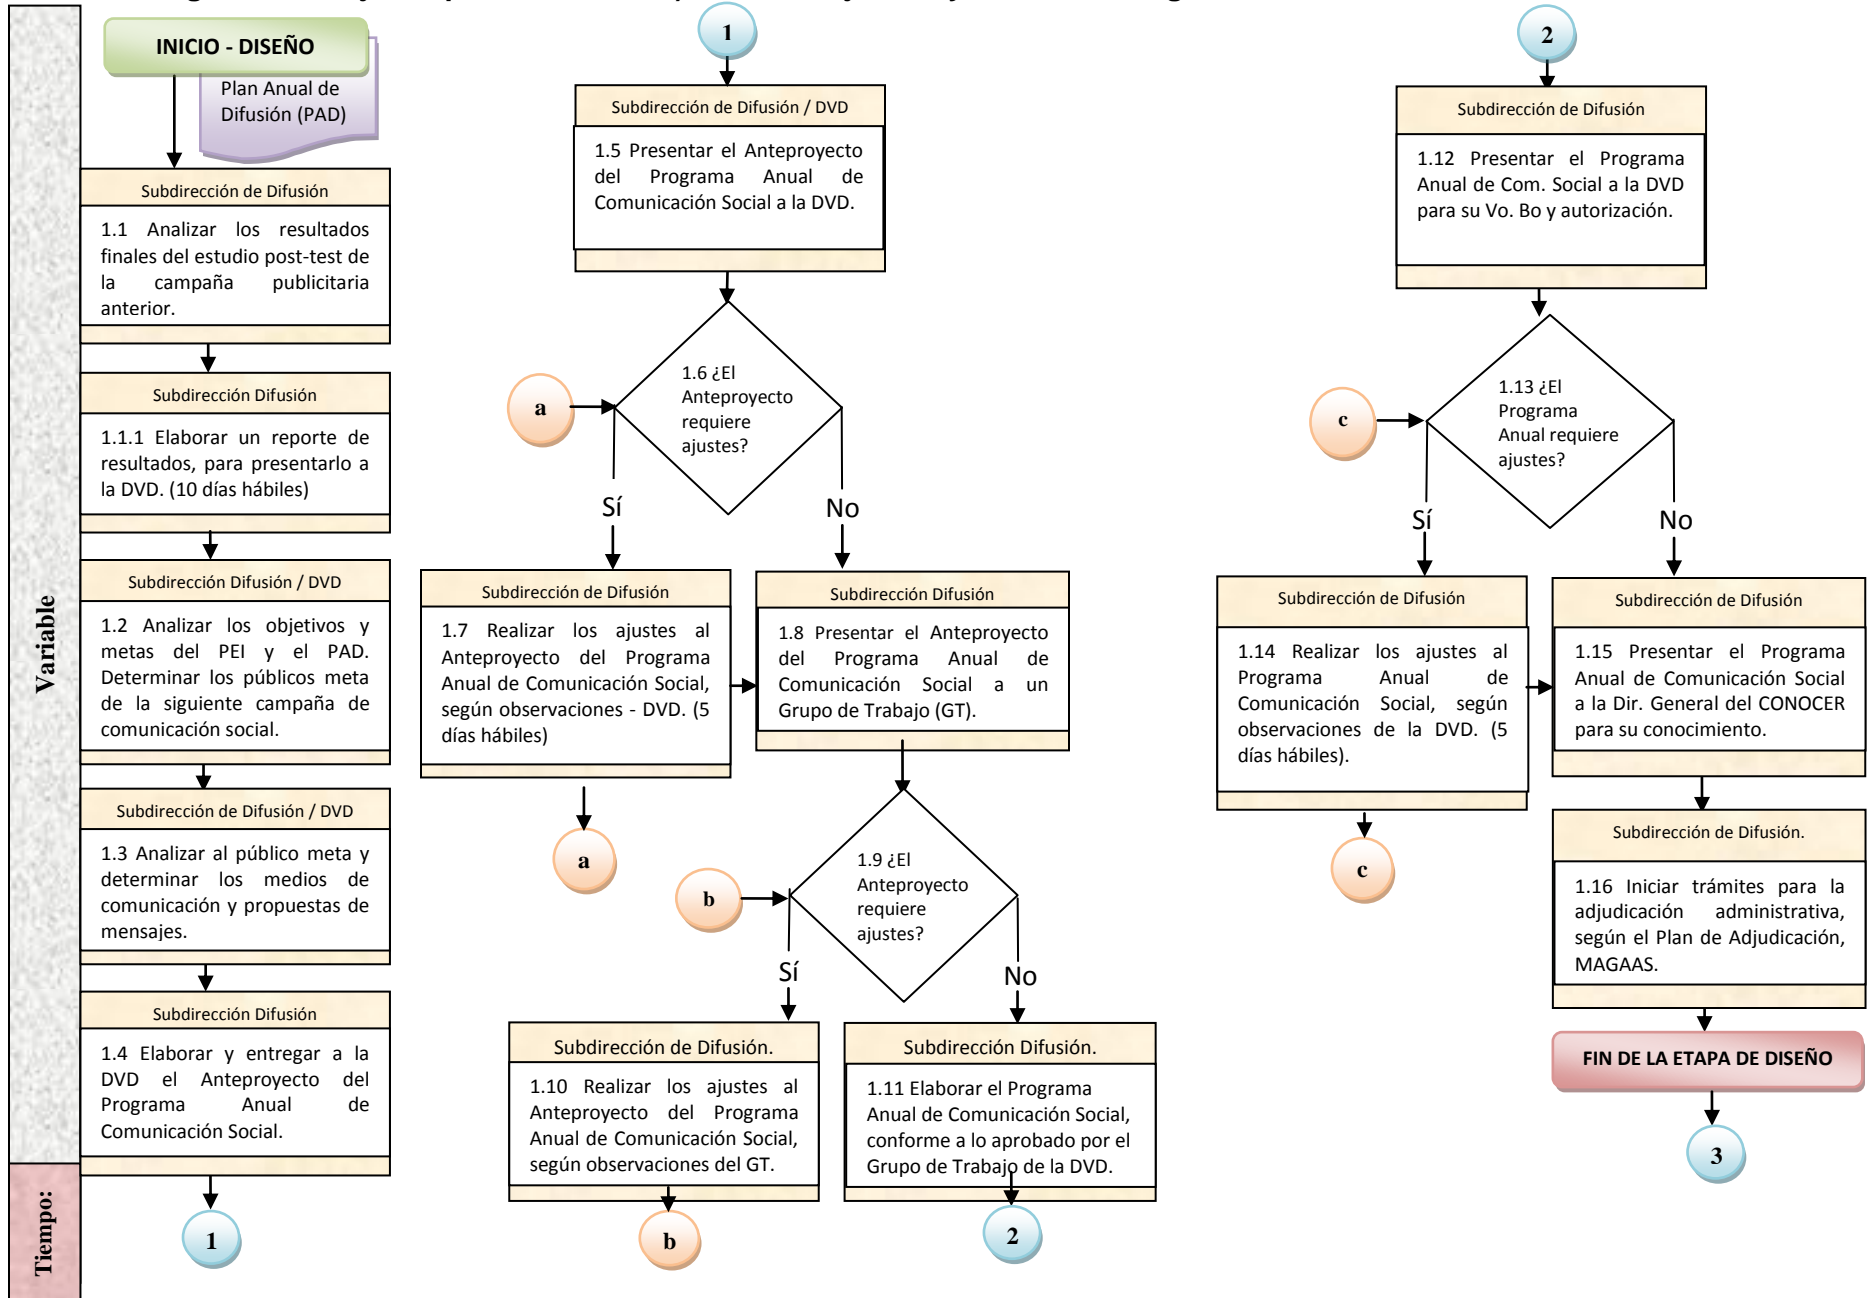 INICIO - DISEÑO
Plan Anual de
Difusión (PAD)
Subdirección de Difusión
1.1 Analizar los resultados
finales del estudio post-test de
la campaña publicitaria
anterior.
Subdirección Difusión
1.1.1 Elaborar un reporte de
resultados, para presentarlo a
la DVD. (10 días hábiles)
Subdirección Difusión / DVD
1.2 Analizar los objetivos y
metas del PEI y el PAD.
Determinar los públicos meta
de la siguiente campaña de
comunicación social.
Subdirección de Difusión / DVD
1.3 Analizar al público meta y
determinar los medios de
comunicación y propuestas de
mensajes.
Subdirección Difusión
1.4 Elaborar y entregar a la
DVD el Anteproyecto del
Programa Anual de
Comunicación Social.
1
Variable
Tiempo:
1
Subdirección de Difusión / DVD
1.5 Presentar el Anteproyecto
del Programa Anual de
Comunicación Social a la DVD.
a
1.6 ¿El
Anteproyecto
requiere
ajustes?
Sí
No
Subdirección de Difusión
1.7 Realizar los ajustes al
Anteproyecto del Programa
Anual de Comunicación Social,
según observaciones - DVD. (5
días hábiles)
a
Subdirección Difusión
1.8 Presentar el Anteproyecto
del Programa Anual de
Comunicación Social a un
Grupo de Trabajo (GT).
b
1.9 ¿El
Anteproyecto
requiere
ajustes?
Sí
No
Subdirección de Difusión.
1.10 Realizar los ajustes al
Anteproyecto del Programa
Anual de Comunicación Social,
según observaciones del GT.
b
Subdirección Difusión.
1.11 Elaborar el Programa
Anual de Comunicación Social,
conforme a lo aprobado por el
Grupo de Trabajo de la DVD.
2
2
Subdirección de Difusión
1.12 Presentar el Programa
Anual de Com. Social a la DVD
para su Vo. Bo y autorización.
c
1.13 ¿El
Programa
Anual requiere
ajustes?
Sí
No
Subdirección de Difusión
1.14 Realizar los ajustes al
Programa Anual de
Comunicación Social, según
observaciones de la DVD. (5
días hábiles).
c
Subdirección de Difusión
1.15 Presentar el Programa
Anual de Comunicación Social
a la Dir. General del CONOCER
para su conocimiento.
Subdirección de Difusión.
1.16 Iniciar trámites para la
adjudicación administrativa,
según el Plan de Adjudicación,
MAGAAS.
FIN DE LA ETAPA DE DISEÑO
3